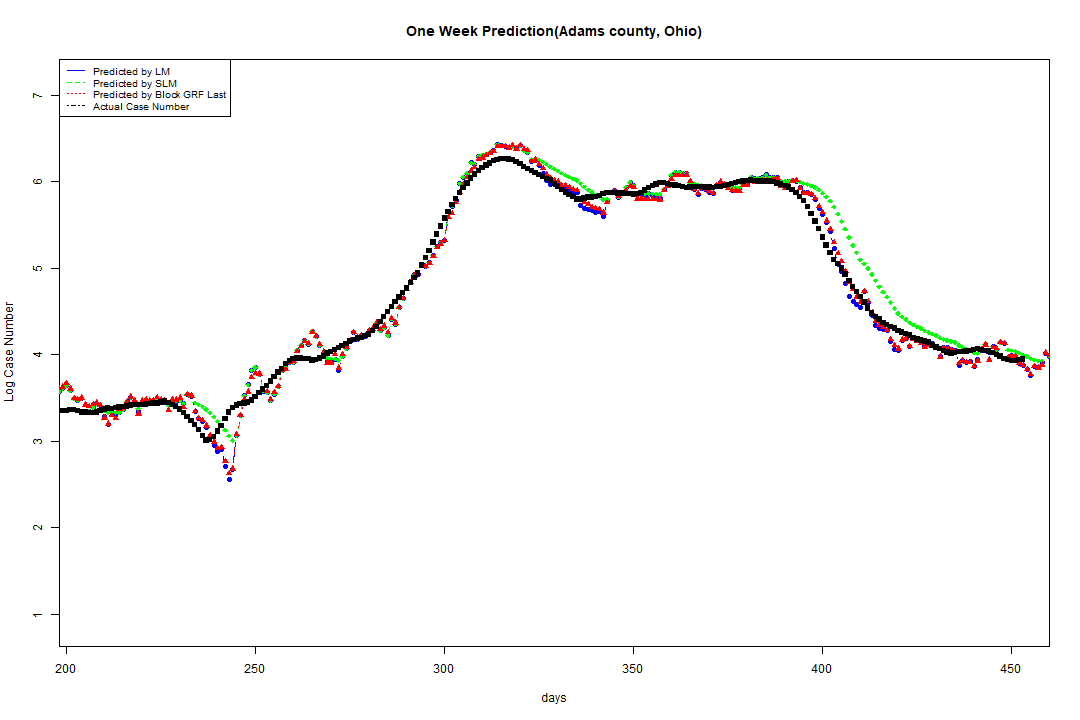 One Week Prediction(Adams county, Ohio)
Predicted by LM
Predicted by SLM
Predicted by Block GRF Last
Actual Case Number
7
6
5
4
3
2
1
Log Case Number
200 250 300 350 400 450
days